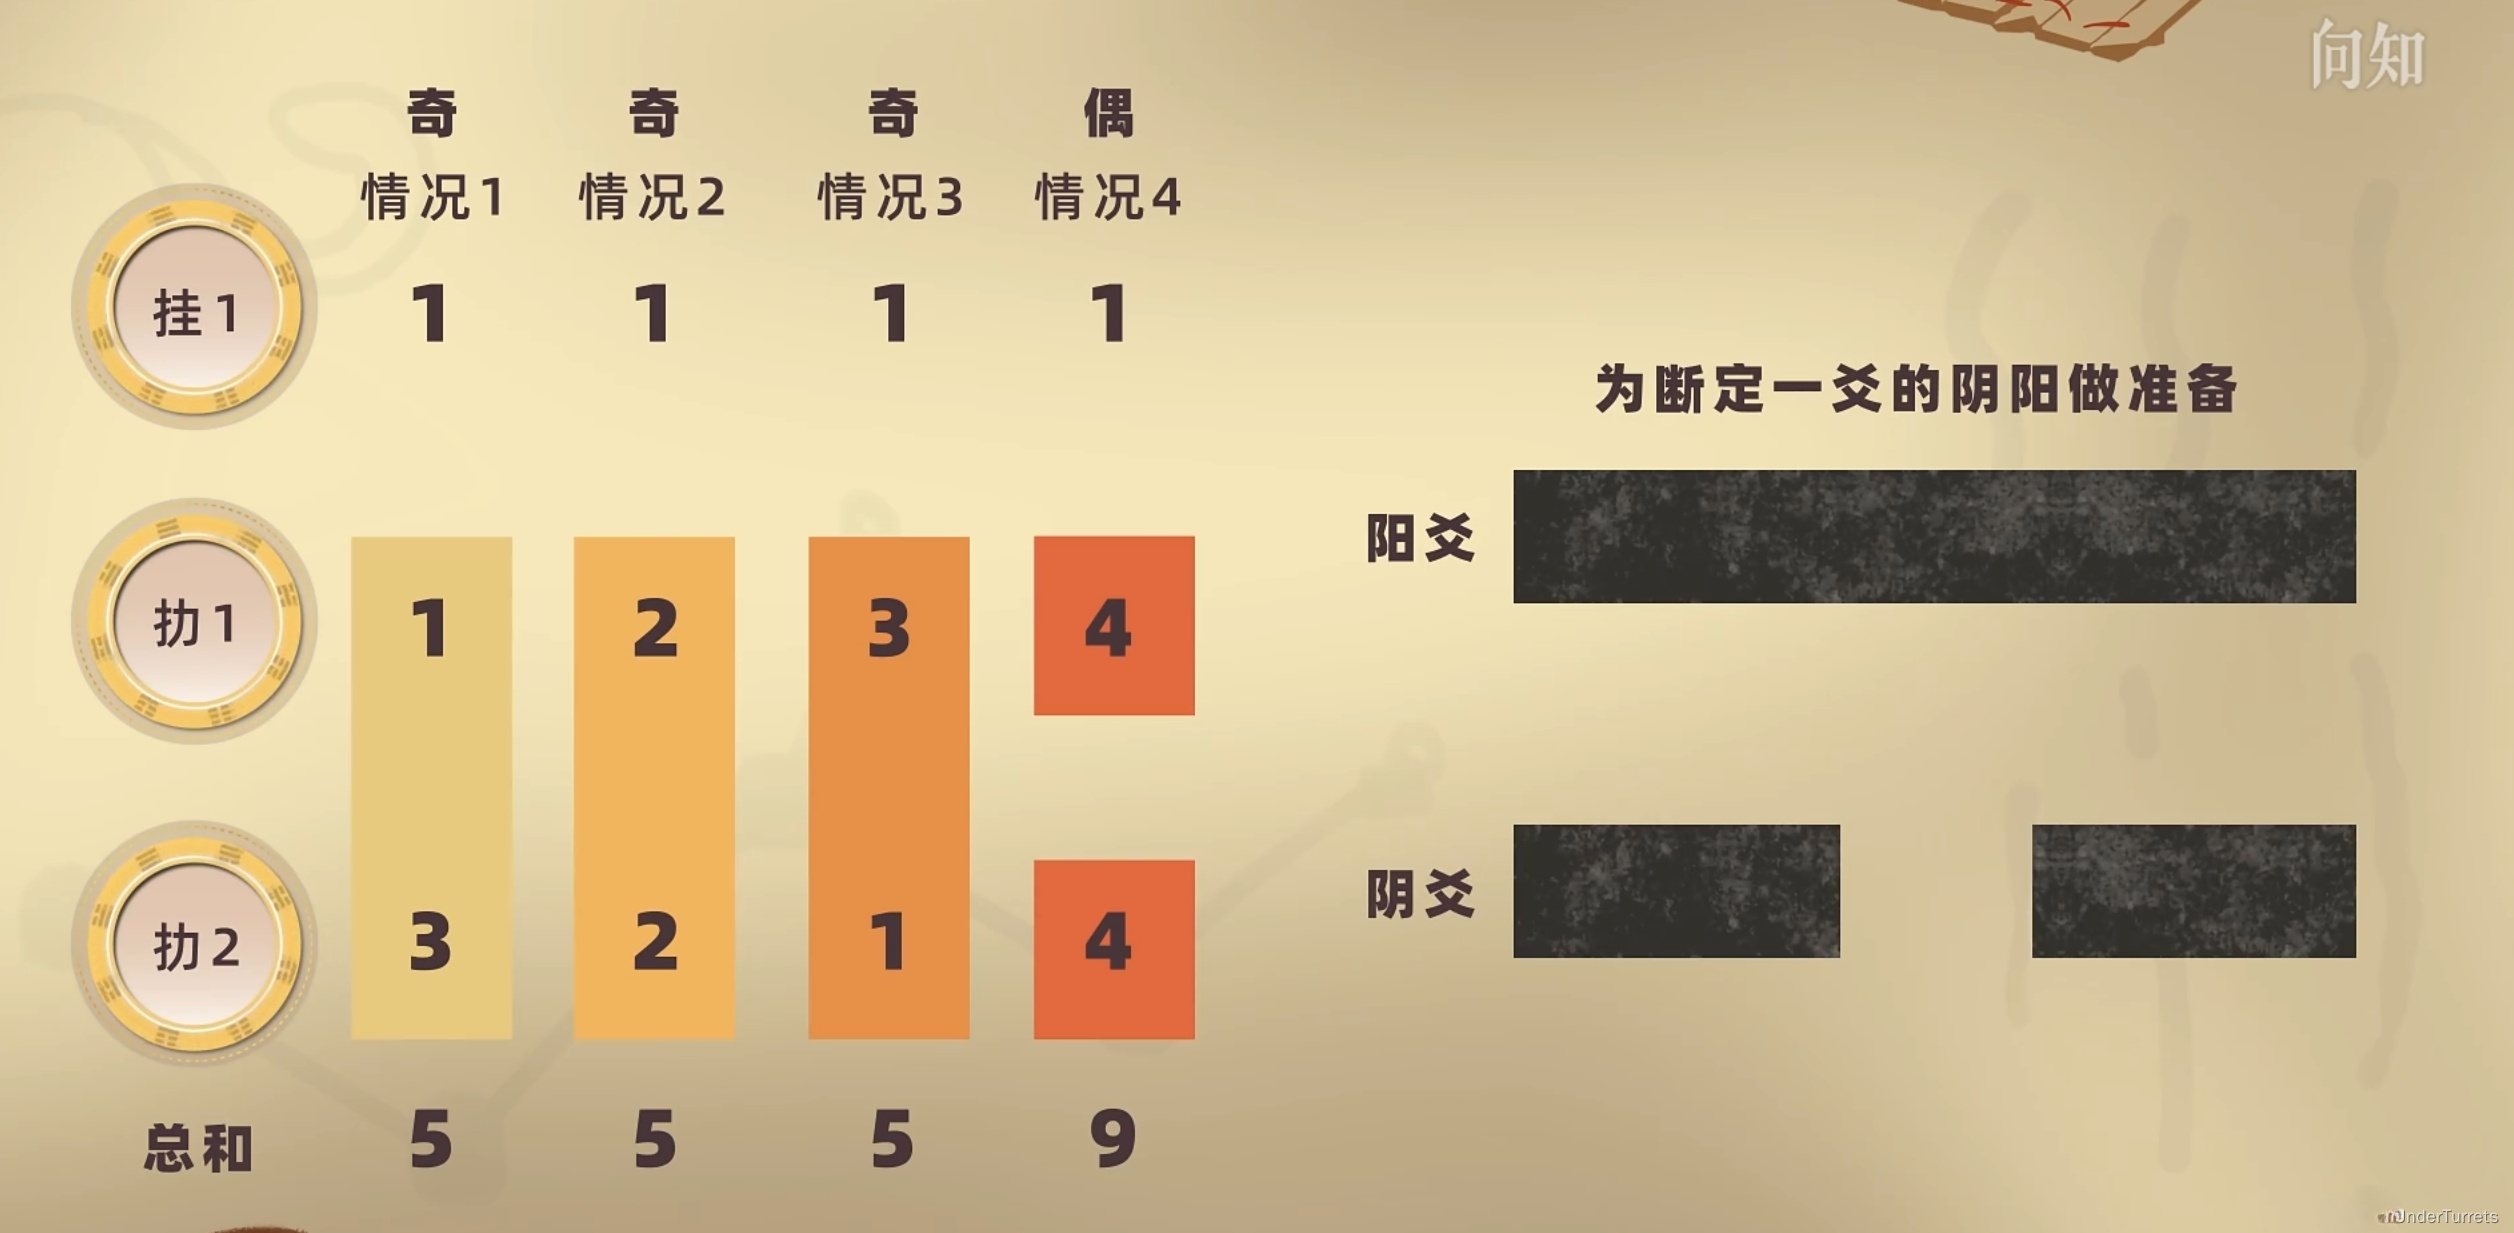 问知
奇 奇 奇 偶
情况1 情况2 情况3 情况4
挂1 1 1 1 1
为断定一爻的阴阳做准备
阳爻
扐1 1 2 3 4
阴爻
扐2 3 2 1 4
总和 5 5 5 9
UnderTurrets